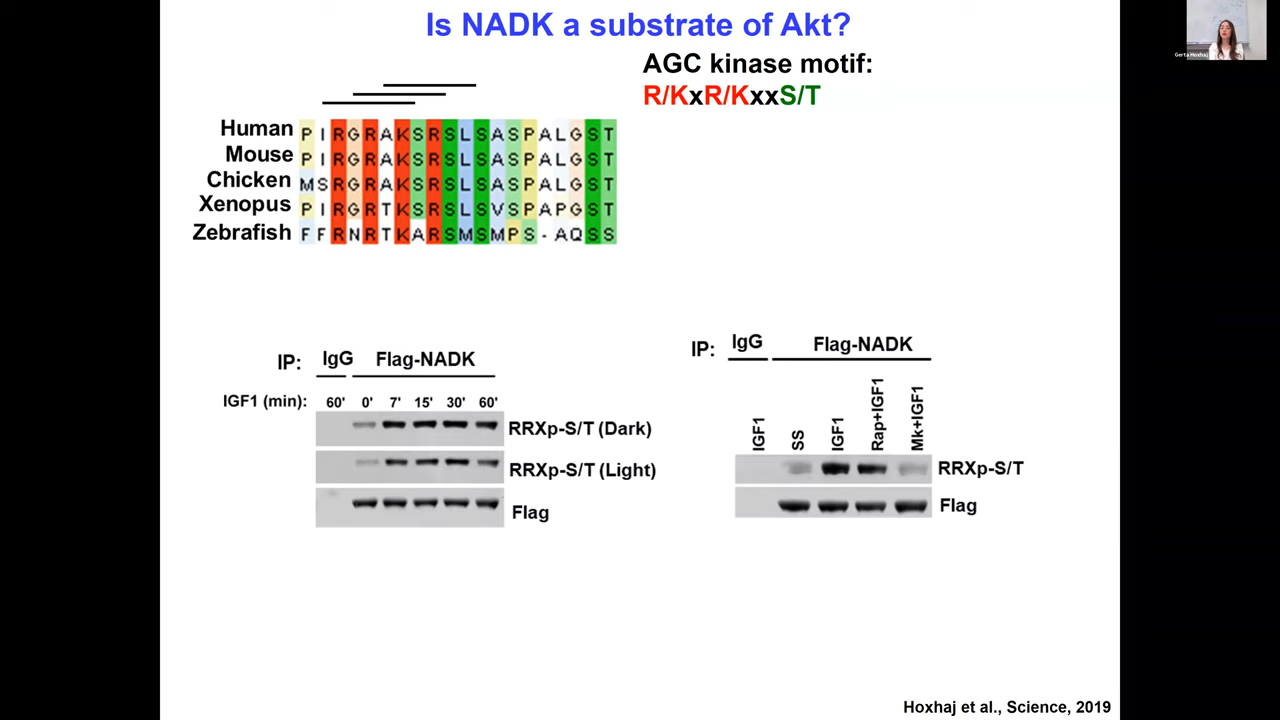 Is NADK a substrate of Akt?
AGC kinase motif:
R/KxR/KxxS/T
Gerta Hoxhaj
Human PIRGRAKSRSLSASPALGST
Mouse PIRGRAKSRSLSASPALGST
Chicken MSRGRAKSRSLSASPALGST
Xenopus PIRGRTKSRSLSVSPAPGST
Zebrafish FFRNRTKARSMSMPS-AQSS
IP: IgG Flag-NADK
IGF1 (min): 60' 0' 7' 15' 30' 60'
RRXp-S/T (Dark)
RRXp-S/T (Light)
Flag
IP: IgG Flag-NADK
IGF1 SS IGF1 Rap+IGF1 Mk+IGF1
RRXp-S/T
Flag
Hoxhaj et al., Science, 2019